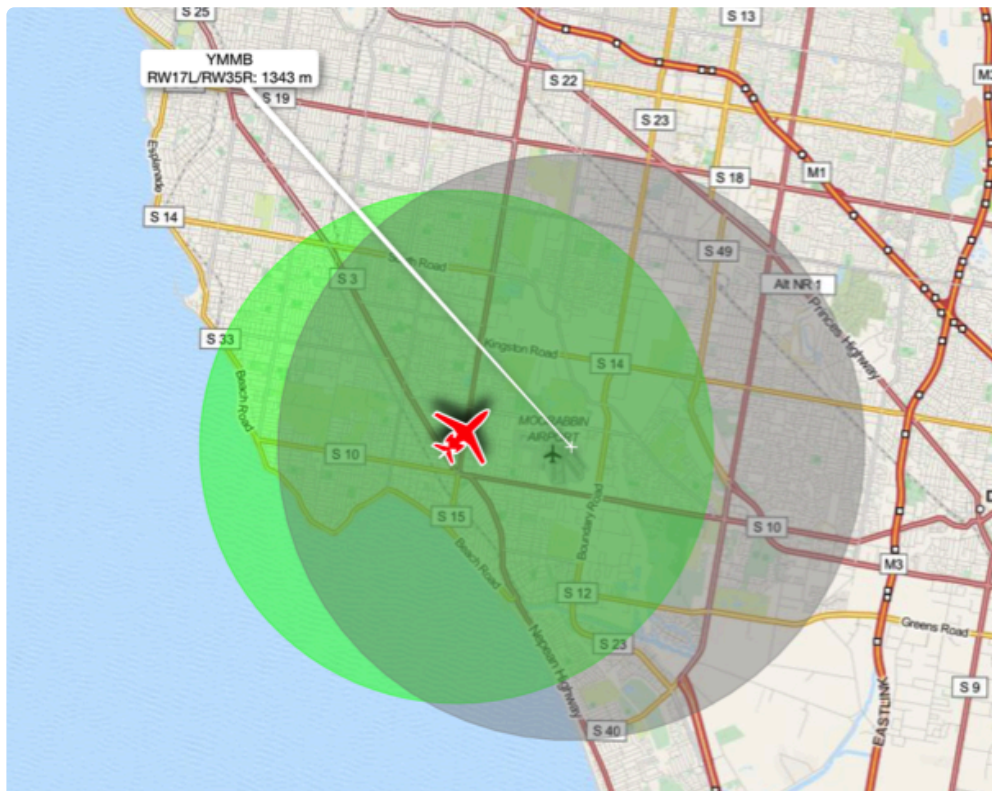 S 25
S 13
YMMB
RW17L/RW35R: 1343 m
S 22
S 19
S 23
Esplanade
M1
S 18
S 14
S 49
South Road
S 3
Alt NR 1
Princes Highway
S 33
Kingston Road
S 14
Beach Road
MOORABBIN
AIRPORT
S 10
Boundary Road
S 15
S 10
Beach Road
M3
S 12
Greens Road
Nepean Highway
S 23
S 9
EASTLINK
S 40